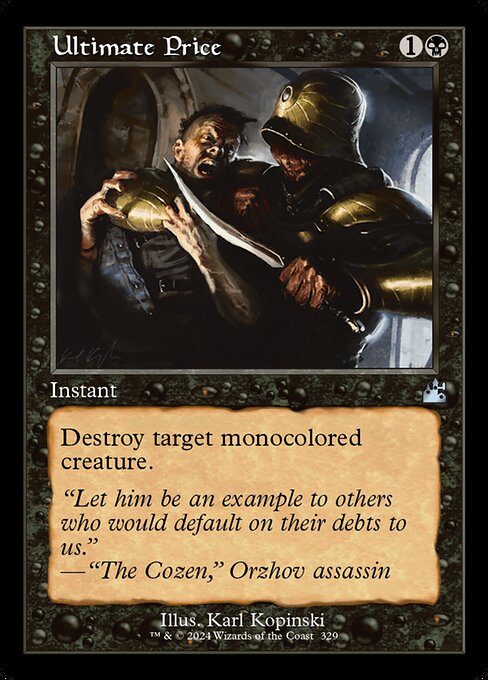 Ultimate Price 1
Instant
Destroy target monocolored
creature.
“Let him be an example to others
who would default on their debts to
us.”
—“The Cozen,” Orzhov assassin
Illus. Karl Kopinski
™ & © 2024 Wizards of the Coast 329